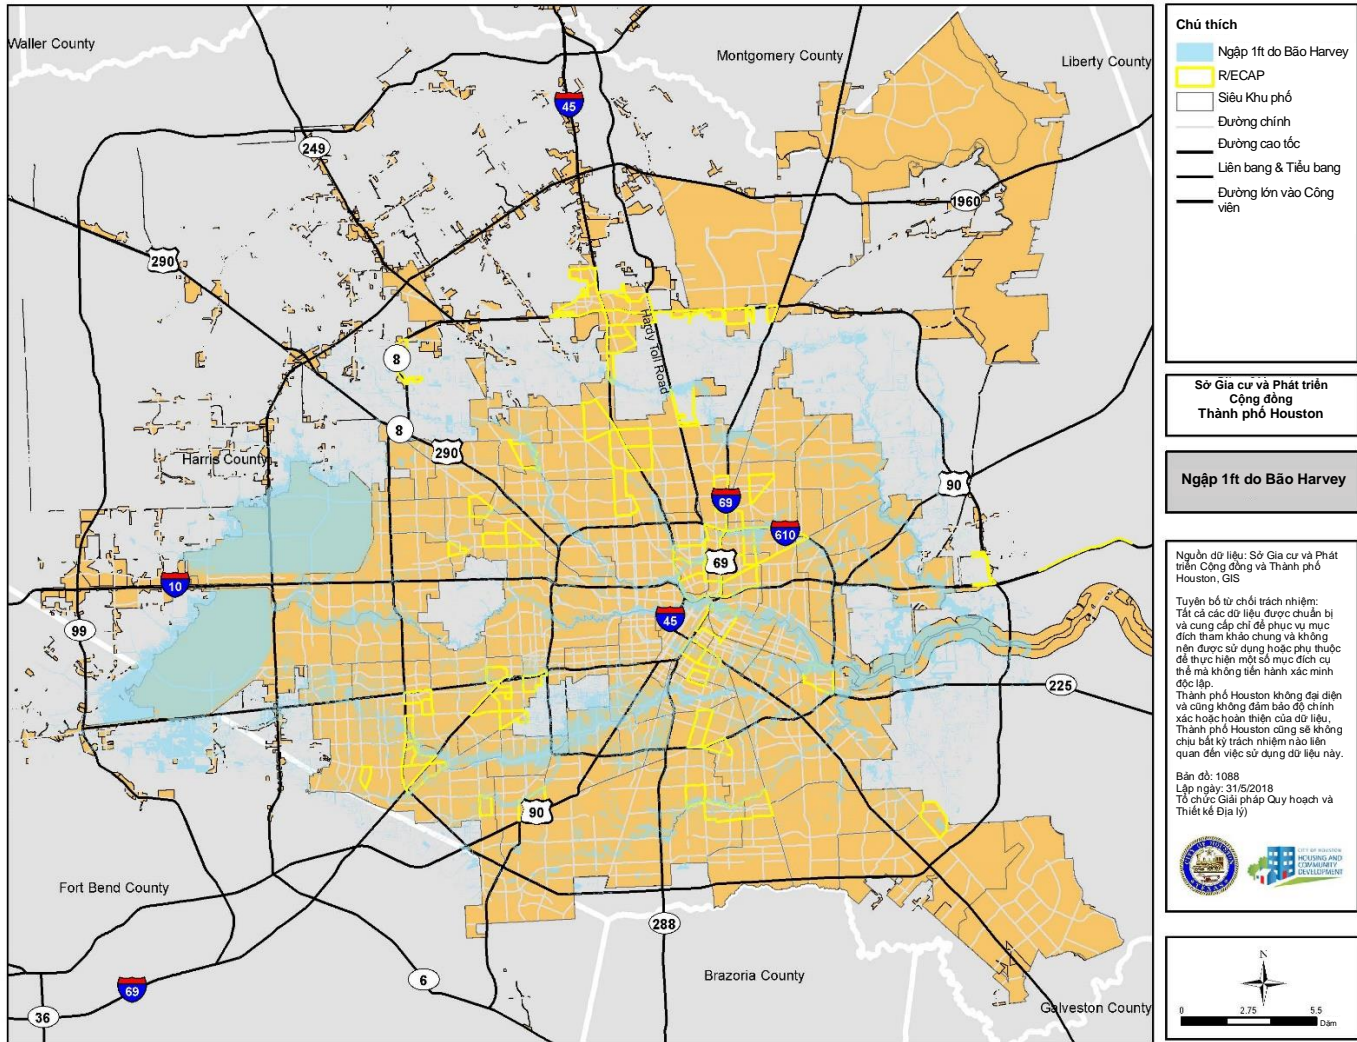 Waller County
Montgomery County
Liberty County
45
249
1960
290
Hardy Toll Road
8
8
290
Harris County
90
69
610
69
10
45
99
225
90
Fort Bend County
288
Brazoria County
6
69
36
Galveston County
Chú thích
Ngập 1ft do Bão Harvey
R/ECAP
Siêu Khu phố
Đường chính
Đường cao tốc
Liên bang & Tiểu bang
Đường lớn vào Công
viên
Sở Gia cư và Phát triển
Cộng đồng
Thành phố Houston
Ngập 1ft do Bão Harvey
Nguồn dữ liệu: Sở Gia cư và Phát
triển Cộng đồng và Thành phố
Houston, GIS
Tuyên bố từ chối trách nhiệm:
Tất cả các dữ liệu được chuẩn bị
và cung cấp chỉ để phục vụ mục
đích tham khảo chung và không
nên được sử dụng hoặc phụ thuộc
để thực hiện một số mục đích cụ
thể mà không tiến hành xác minh
độc lập.
Thành phố Houston không đại diện
và cũng không đảm bảo độ chính
xác hoặc hoàn thiện của dữ liệu,
Thành phố Houston cũng sẽ không
chịu bất kỳ trách nhiệm nào liên
quan đến việc sử dụng dữ liệu này.
Bản đồ: 1088
Lập ngày: 31/5/2018
Tổ chức Giải pháp Quy hoạch và
Thiết kế Địa lý)
CITY OF HOUSTON
HOUSING AND
COMMUNITY
DEVELOPMENT
N
0 2.75 5.5
Dặm